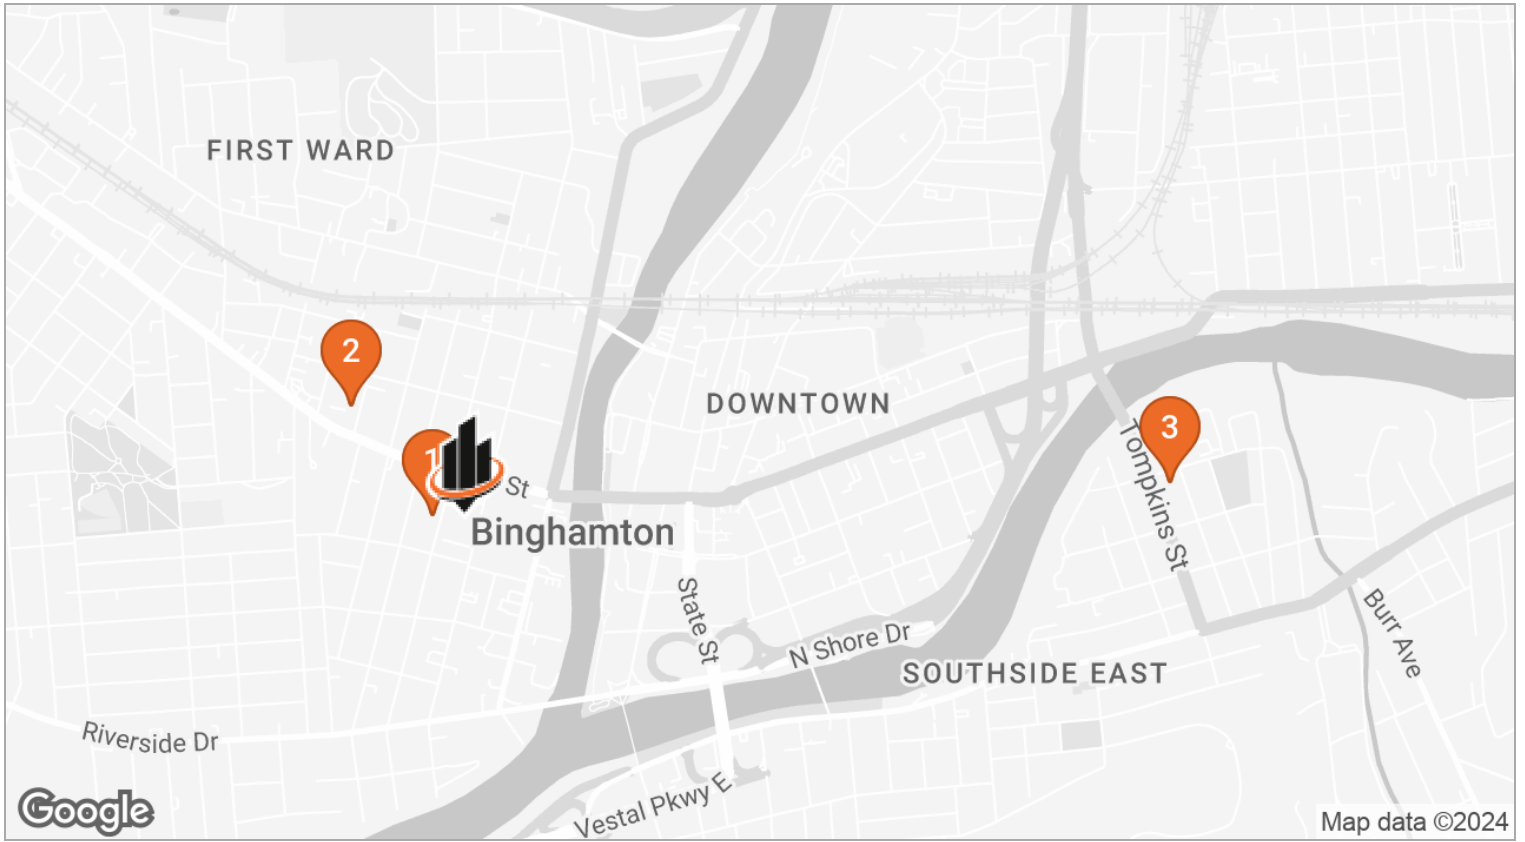 FIRST WARD
2
DOWNTOWN
3
1
St
Binghamton
Tompkins St
State St
N Shore Dr
Burr Ave
SOUTHSIDE EAST
Riverside Dr
Vestal Pkwy E
Google
Map data ©2024